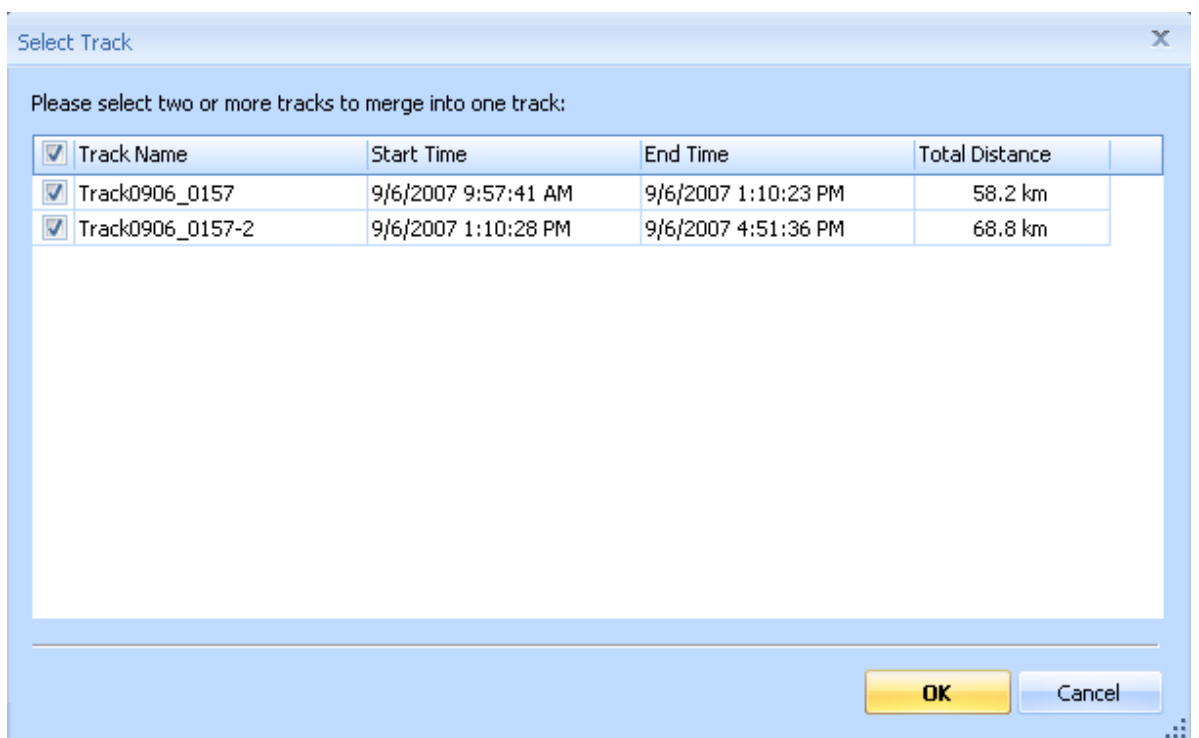 Select Track
Please select two or more tracks to merge into one track:
Track Name Start Time End Time Total Distance
Track0906_0157 9/6/2007 9:57:41 AM 9/6/2007 1:10:23 PM 58.2 km
Track0906_0157-2 9/6/2007 1:10:28 PM 9/6/2007 4:51:36 PM 68.8 km
OK Cancel